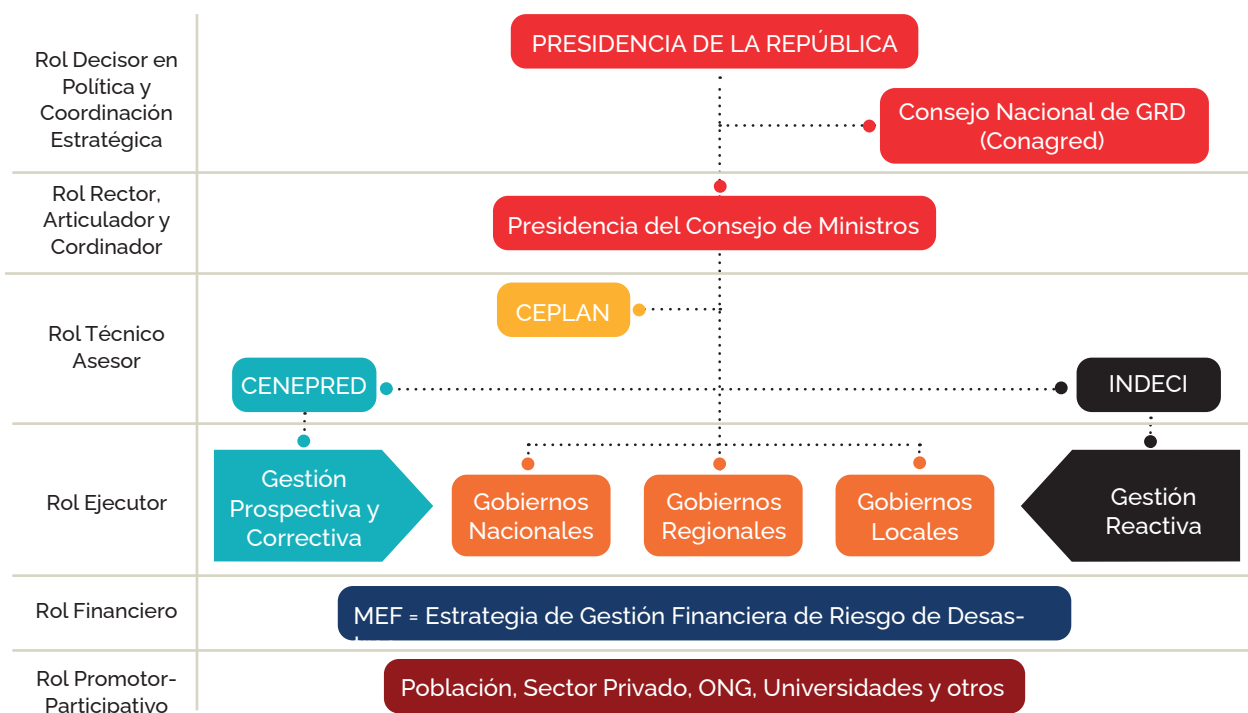 Rol Decisor en
Política y
Coordinación
Estratégica
PRESIDENCIA DE LA REPÚBLICA
Consejo Nacional de GRD
(Conagred)
Rol Rector,
Articulador y
Cordinador
Presidencia del Consejo de Ministros
Rol Técnico
Asesor
CEPLAN
CENEPRED
INDECI
Rol Ejecutor
Gestión
Prospectiva y
Correctiva
Gobiernos
Nacionales
Gobiernos
Regionales
Gobiernos
Locales
Gestión
Reactiva
Rol Financiero
MEF = Estrategia de Gestión Financiera de Riesgo de Desas-
Rol Promotor-
Participativo
Población, Sector Privado, ONG, Universidades y otros